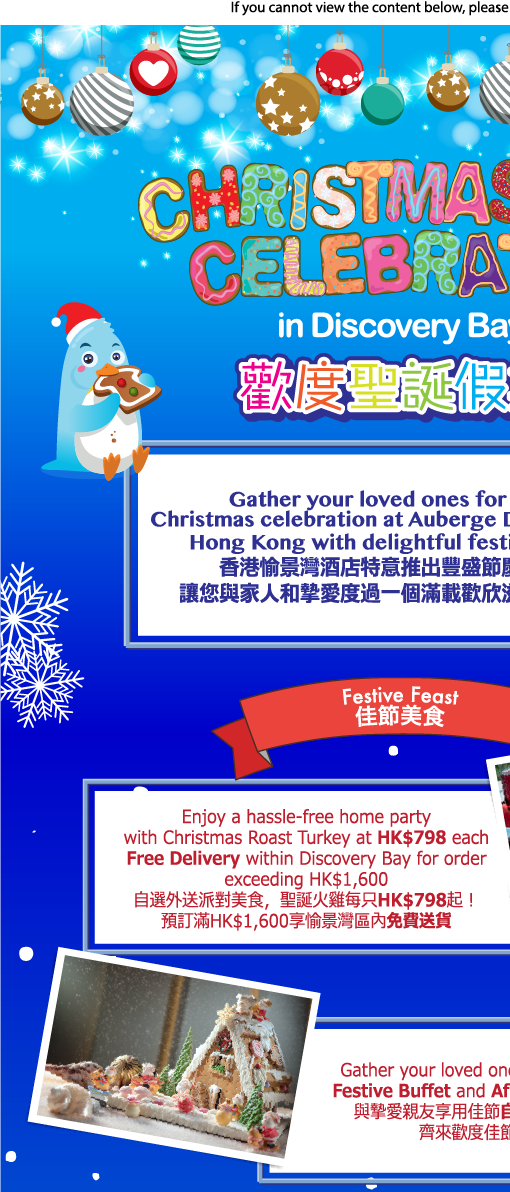 If you cannot view the content below, please
CHRISTMAS
CELEBRA
in Discovery Bay
歡度聖誕假
Gather your loved ones for
Christmas celebration at Auberge D
Hong Kong with delightful festi
香港愉景灣酒店特意推出豐盛節
讓您與家人和摯愛度過一個滿載歡欣
Festive Feast
佳節美食
Enjoy a hassle-free home party
with Christmas Roast Turkey at HK$798 each
Free Delivery within Discovery Bay for order
exceeding HK$1,600
自選外送派對美食，聖誕火雞每只HK$798起！
預訂滿HK$1,600享愉景灣區內免費送貨
Gather your loved one
Festive Buffet and Af
與摯愛親友享用佳節自
齊來歡度佳節